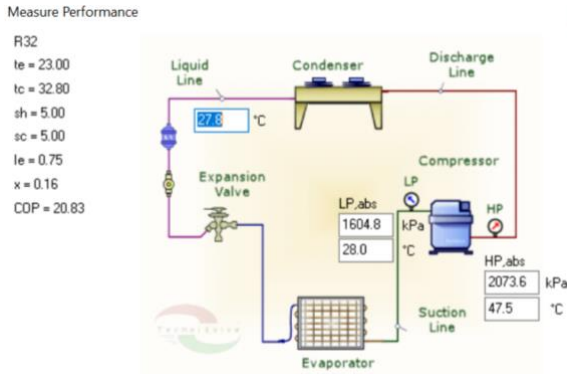 Measure Performance
R32
te = 23.00
tc = 32.80
sh = 5.00
sc = 5.00
le = 0.75
x = 0.16
COP = 20.83
Liquid
Line
Condenser
Discharge
Line
27.8 °C
Expansion
Valve
Compressor
LP
HP
LP,abs
1604.8 kPa
28.0 °C
HP,abs
2073.6 kPa
47.5 °C
Suction
Line
Evaporator